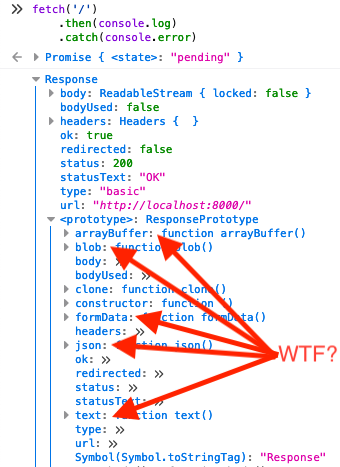 ≫ fetch('/')
.then(console.log)
.catch(console.error)
← ▶ Promise { <state>: "pending" }
▼ Response
▶ body: ReadableStream { locked: false }
bodyUsed: false
▶ headers: Headers { }
ok: true
redirected: false
status: 200
statusText: "OK"
type: "basic"
url: "http://localhost:8000/"
▼ <prototype>: ResponsePrototype
▶ arrayBuffer: function arrayBuffer()
▶ blob: function blob()
body: ≫
bodyUsed: ≫
▶ clone: function clone()
▶ constructor: function ()
▶ formData: function formData()
headers: ≫
▶ json: function json()
WTF?
ok: ≫
redirected: ≫
status: ≫
statusText: ≫
▶ text: function text()
type: ≫
url: ≫
Symbol(Symbol.toStringTag): "Response"